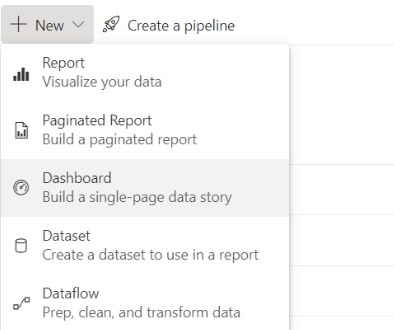 New
Create a pipeline
Report
Visualize your data
Paginated Report
Build a paginated report
Dashboard
Build a single-page data story
Dataset
Create a dataset to use in a report
Dataflow
Prep, clean, and transform data